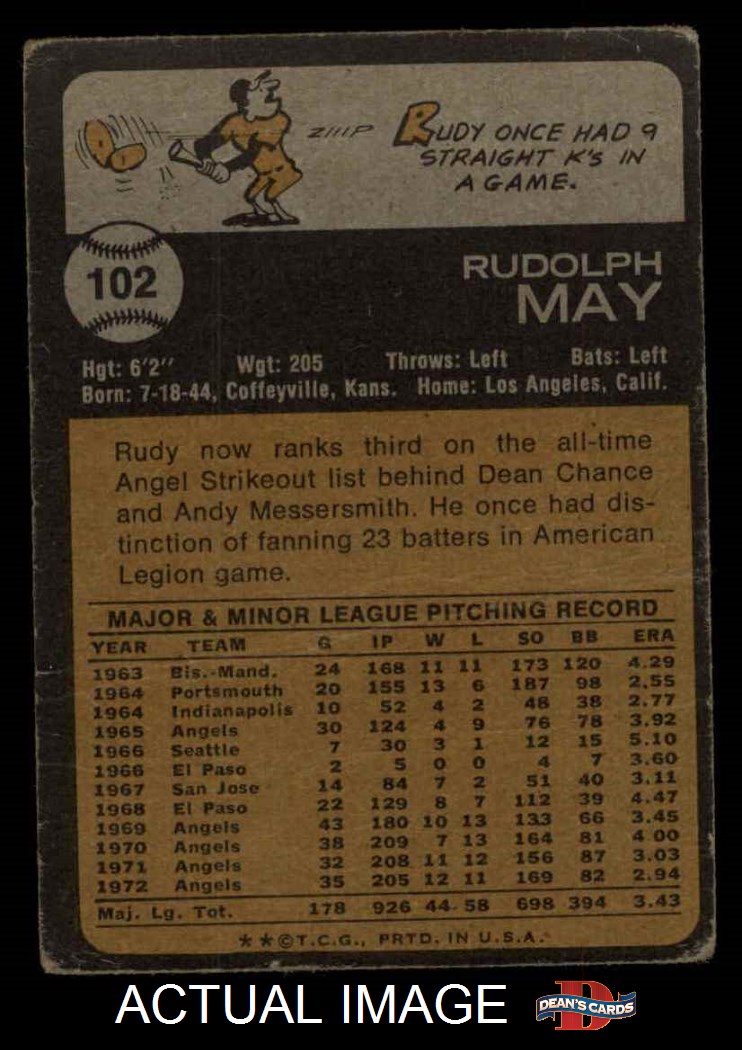 ZIIIP
RUDY ONCE HAD 9
STRAIGHT K's IN
A GAME.
102
RUDOLPH
MAY
Hgt: 6'2" Wgt: 205 Throws: Left Bats: Left
Born: 7-18-44, Coffeyville, Kans. Home: Los Angeles, Calif.
Rudy now ranks third on the all-time
Angel Strikeout list behind Dean Chance
and Andy Messersmith. He once had dis-
tinction of fanning 23 batters in American
Legion game.
MAJOR & MINOR LEAGUE PITCHING RECORD
YEAR TEAM G IP W L SO BB ERA
1963 Bis.-Mand. 24 168 11 11 173 120 4.29
1964 Portsmouth 20 155 13 6 187 98 2.55
1964 Indianapolis 10 52 4 2 48 38 2.77
1965 Angels 30 124 4 9 76 78 3.92
1966 Seattle 7 30 3 1 12 15 5.10
1966 El Paso 2 5 0 0 4 7 3.60
1967 San Jose 14 84 7 2 51 40 3.11
1968 El Paso 22 129 8 7 112 39 4.47
1969 Angels 43 180 10 13 133 66 3.45
1970 Angels 38 209 7 13 164 81 4.00
1971 Angels 32 208 11 12 156 87 3.03
1972 Angels 35 205 12 11 169 82 2.94
Maj. Lg. Tot. 178 926 44 58 698 394 3.43
**©T.C.G., PRTD. IN U.S.A.
ACTUAL IMAGE
D
DEAN'S CARDS